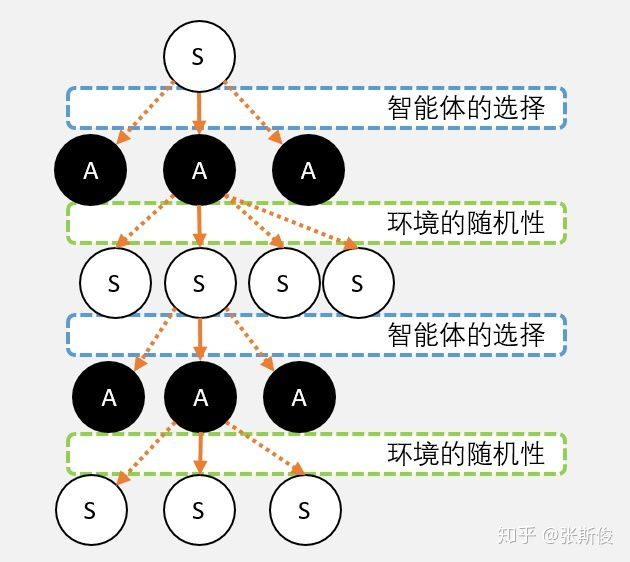 S
智能体的选择
A A A
环境的随机性
S S S S
智能体的选择
A A A
环境的随机性
S S S
知乎 @张斯俊